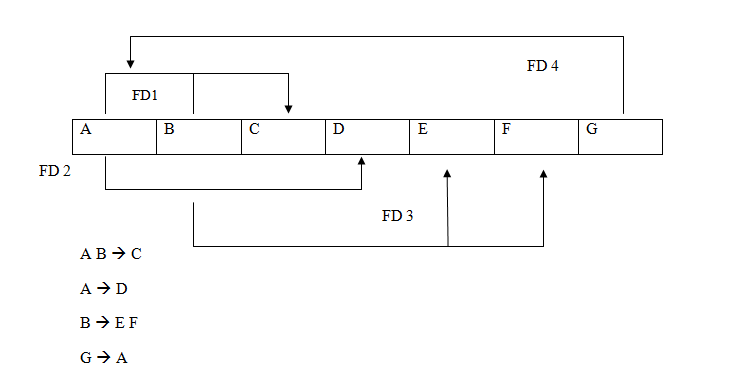 FD 4
FD1
A B C D E F G
FD 2
FD 3
A B → C
A → D
B → E F
G → A